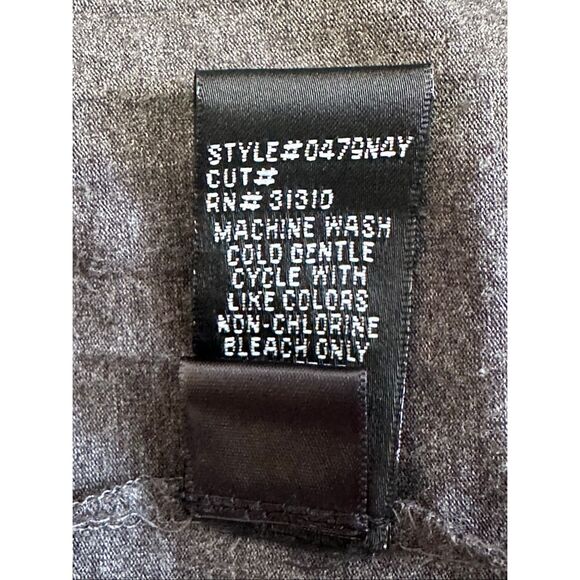 STYLE#0479N4Y
CUT#
RN# 31310
MACHINE WASH
COLD GENTLE
CYCLE WITH
LIKE COLORS
NON-CHLORINE
BLEACH ONLY